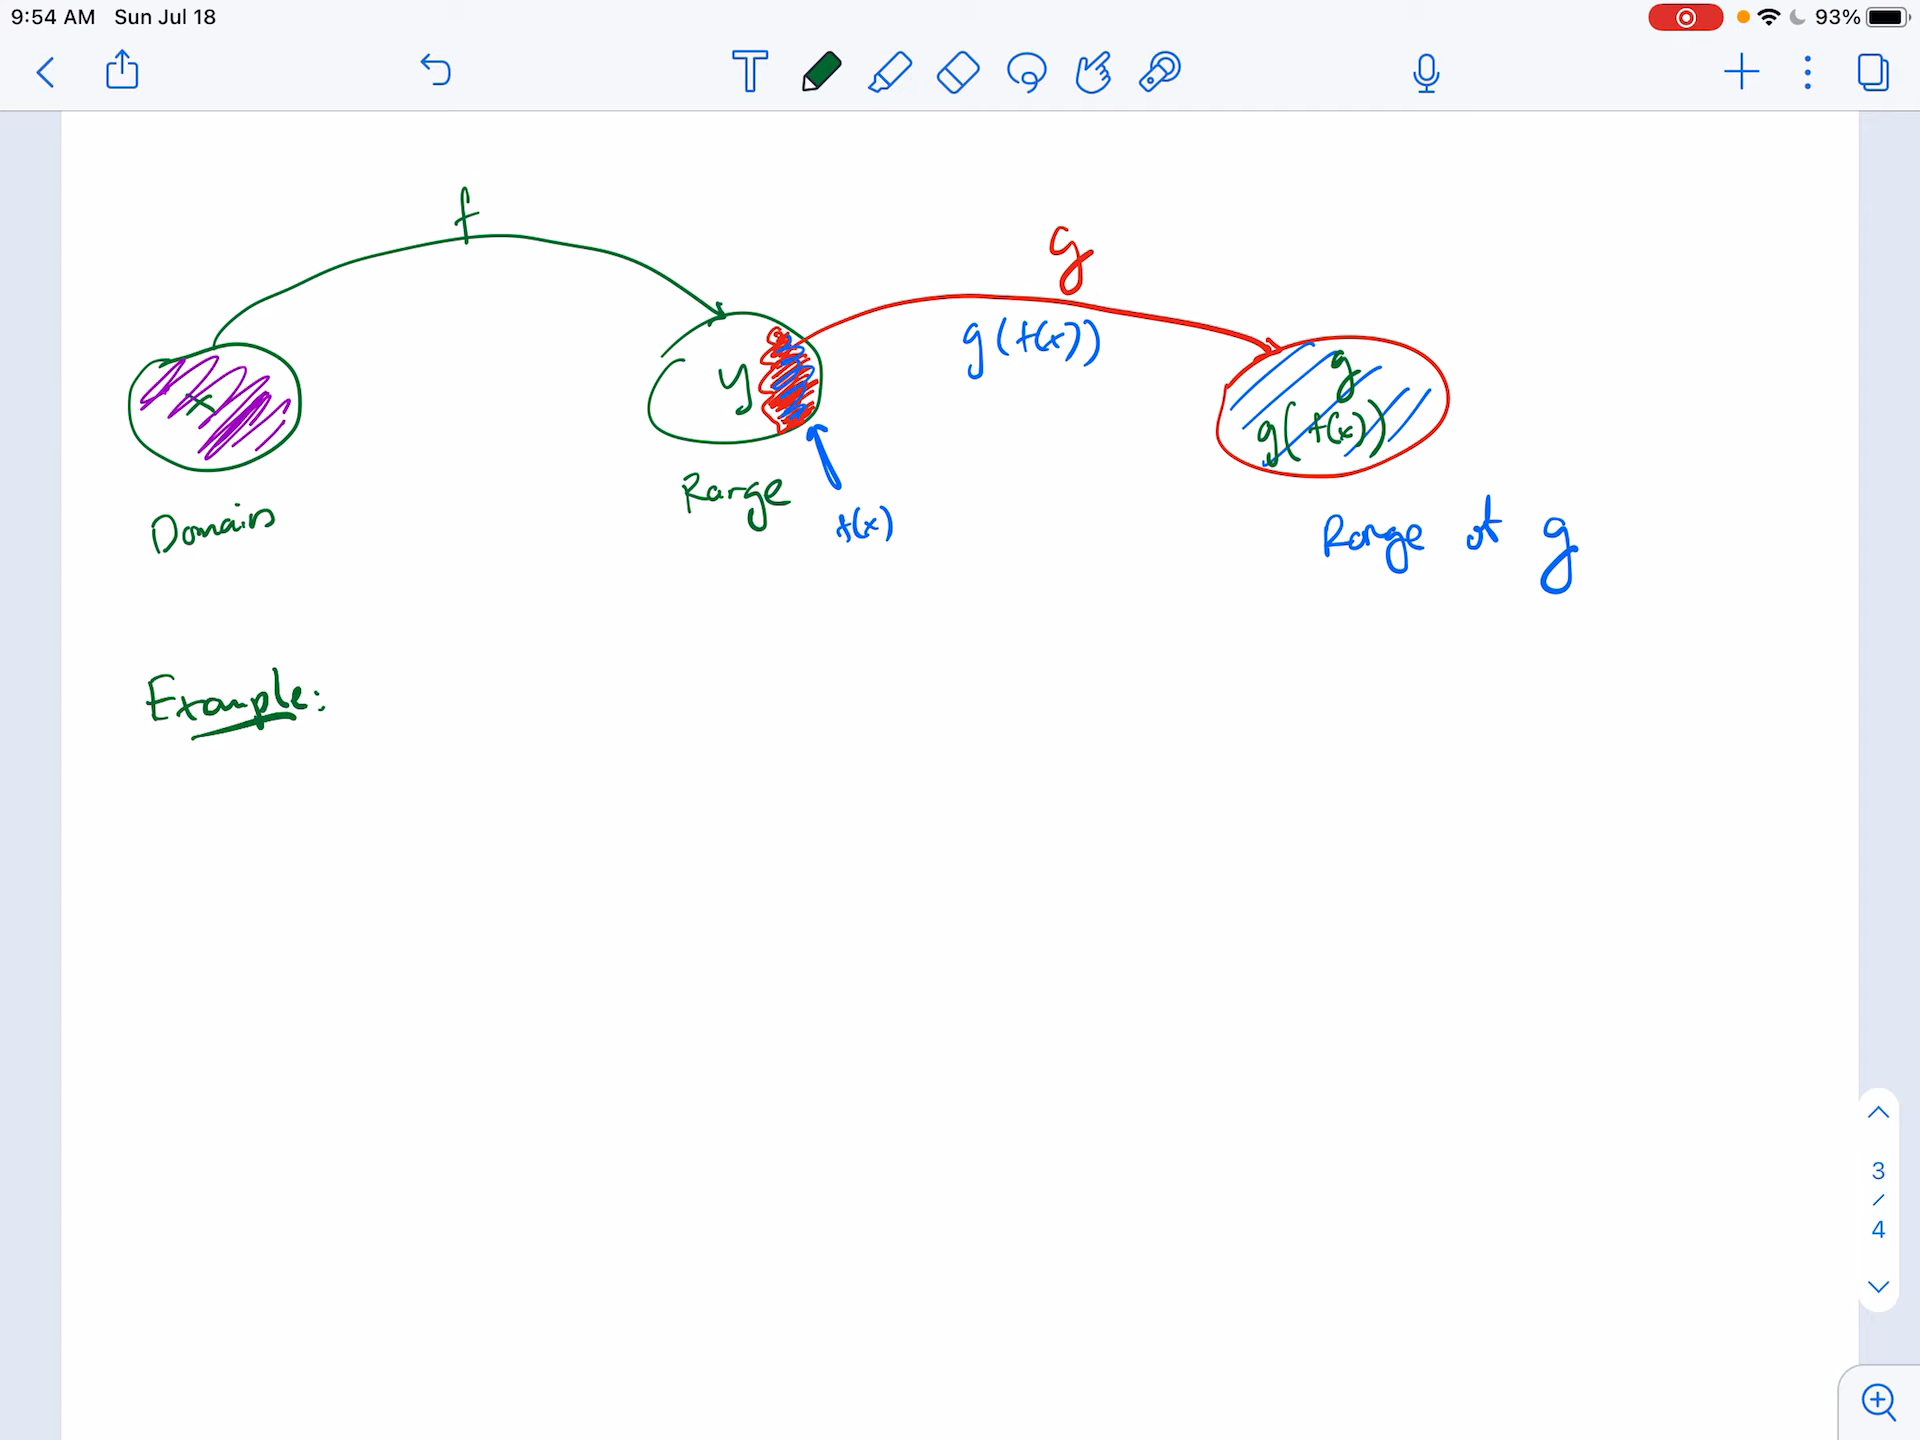 9:54 AM Sun Jul 18
93%
T
f
g
g(f(x))
x
y
g
g(f(x))
Domain
Range
f(x)
Range of g
Example:
3
/
4